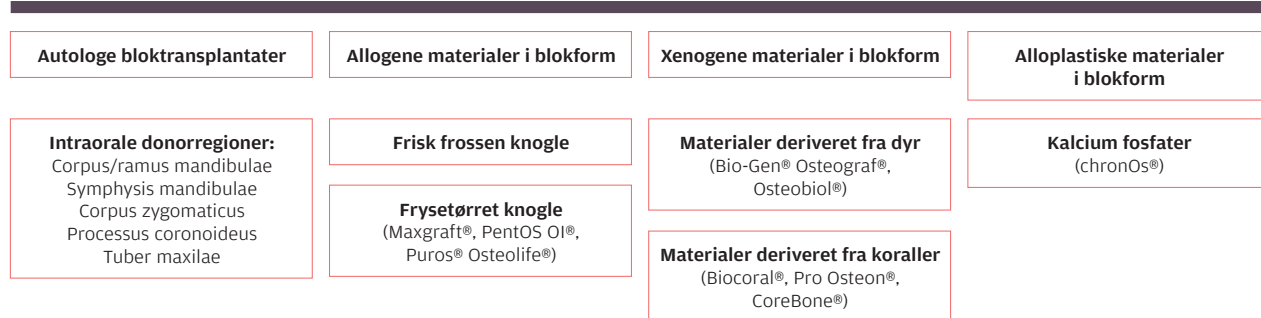 Autologe bloktransplantater
Allogene materialer i blokform
Xenogene materialer i blokform
Alloplastiske materialer
i blokform
Intraorale donorregioner:
Corpus/ramus mandibulae
Symphysis mandibulae
Corpus zygomaticus
Processus coronoideus
Tuber maxilae
Frisk frossen knogle
Frysetørret knogle
(Maxgraft®, PentOS OI®,
Puros® Osteolife®)
Materialer deriveret fra dyr
(Bio-Gen® Osteograf®,
Osteobiol®)
Materialer deriveret fra koraller
(Biocoral®, Pro Osteon®,
CoreBone®)
Kalcium fosfater
(chronOs®)